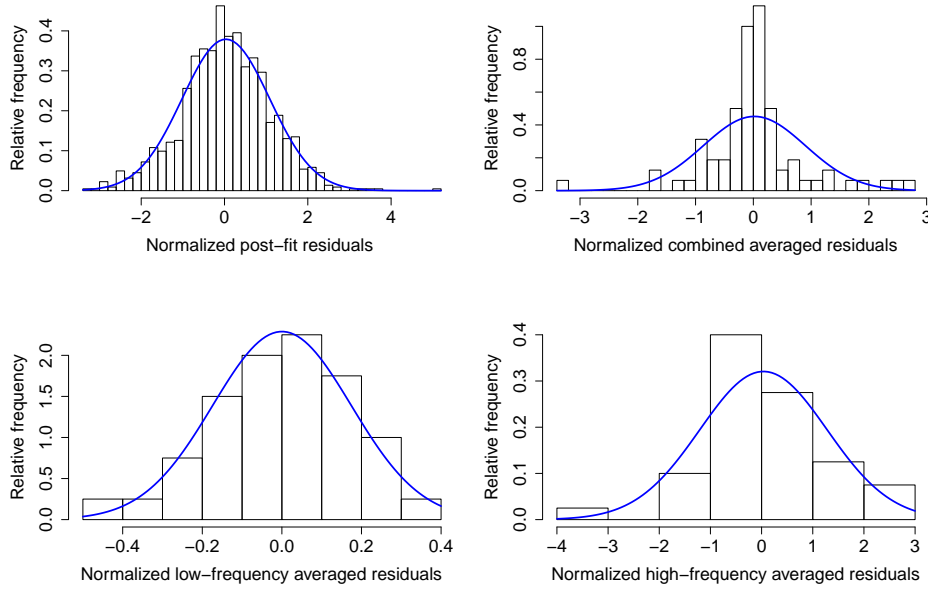 Relative frequency
0.0 0.1 0.2 0.3 0.4
−2 0 2 4
Normalized post−fit residuals
Relative frequency
0.0 0.4 0.8
−3 −2 −1 0 1 2 3
Normalized combined averaged residuals
Relative frequency
0.0 0.5 1.0 1.5 2.0
−0.4 −0.2 0.0 0.2 0.4
Normalized low−frequency averaged residuals
Relative frequency
0.0 0.1 0.2 0.3 0.4
−4 −3 −2 −1 0 1 2 3
Normalized high−frequency averaged residuals